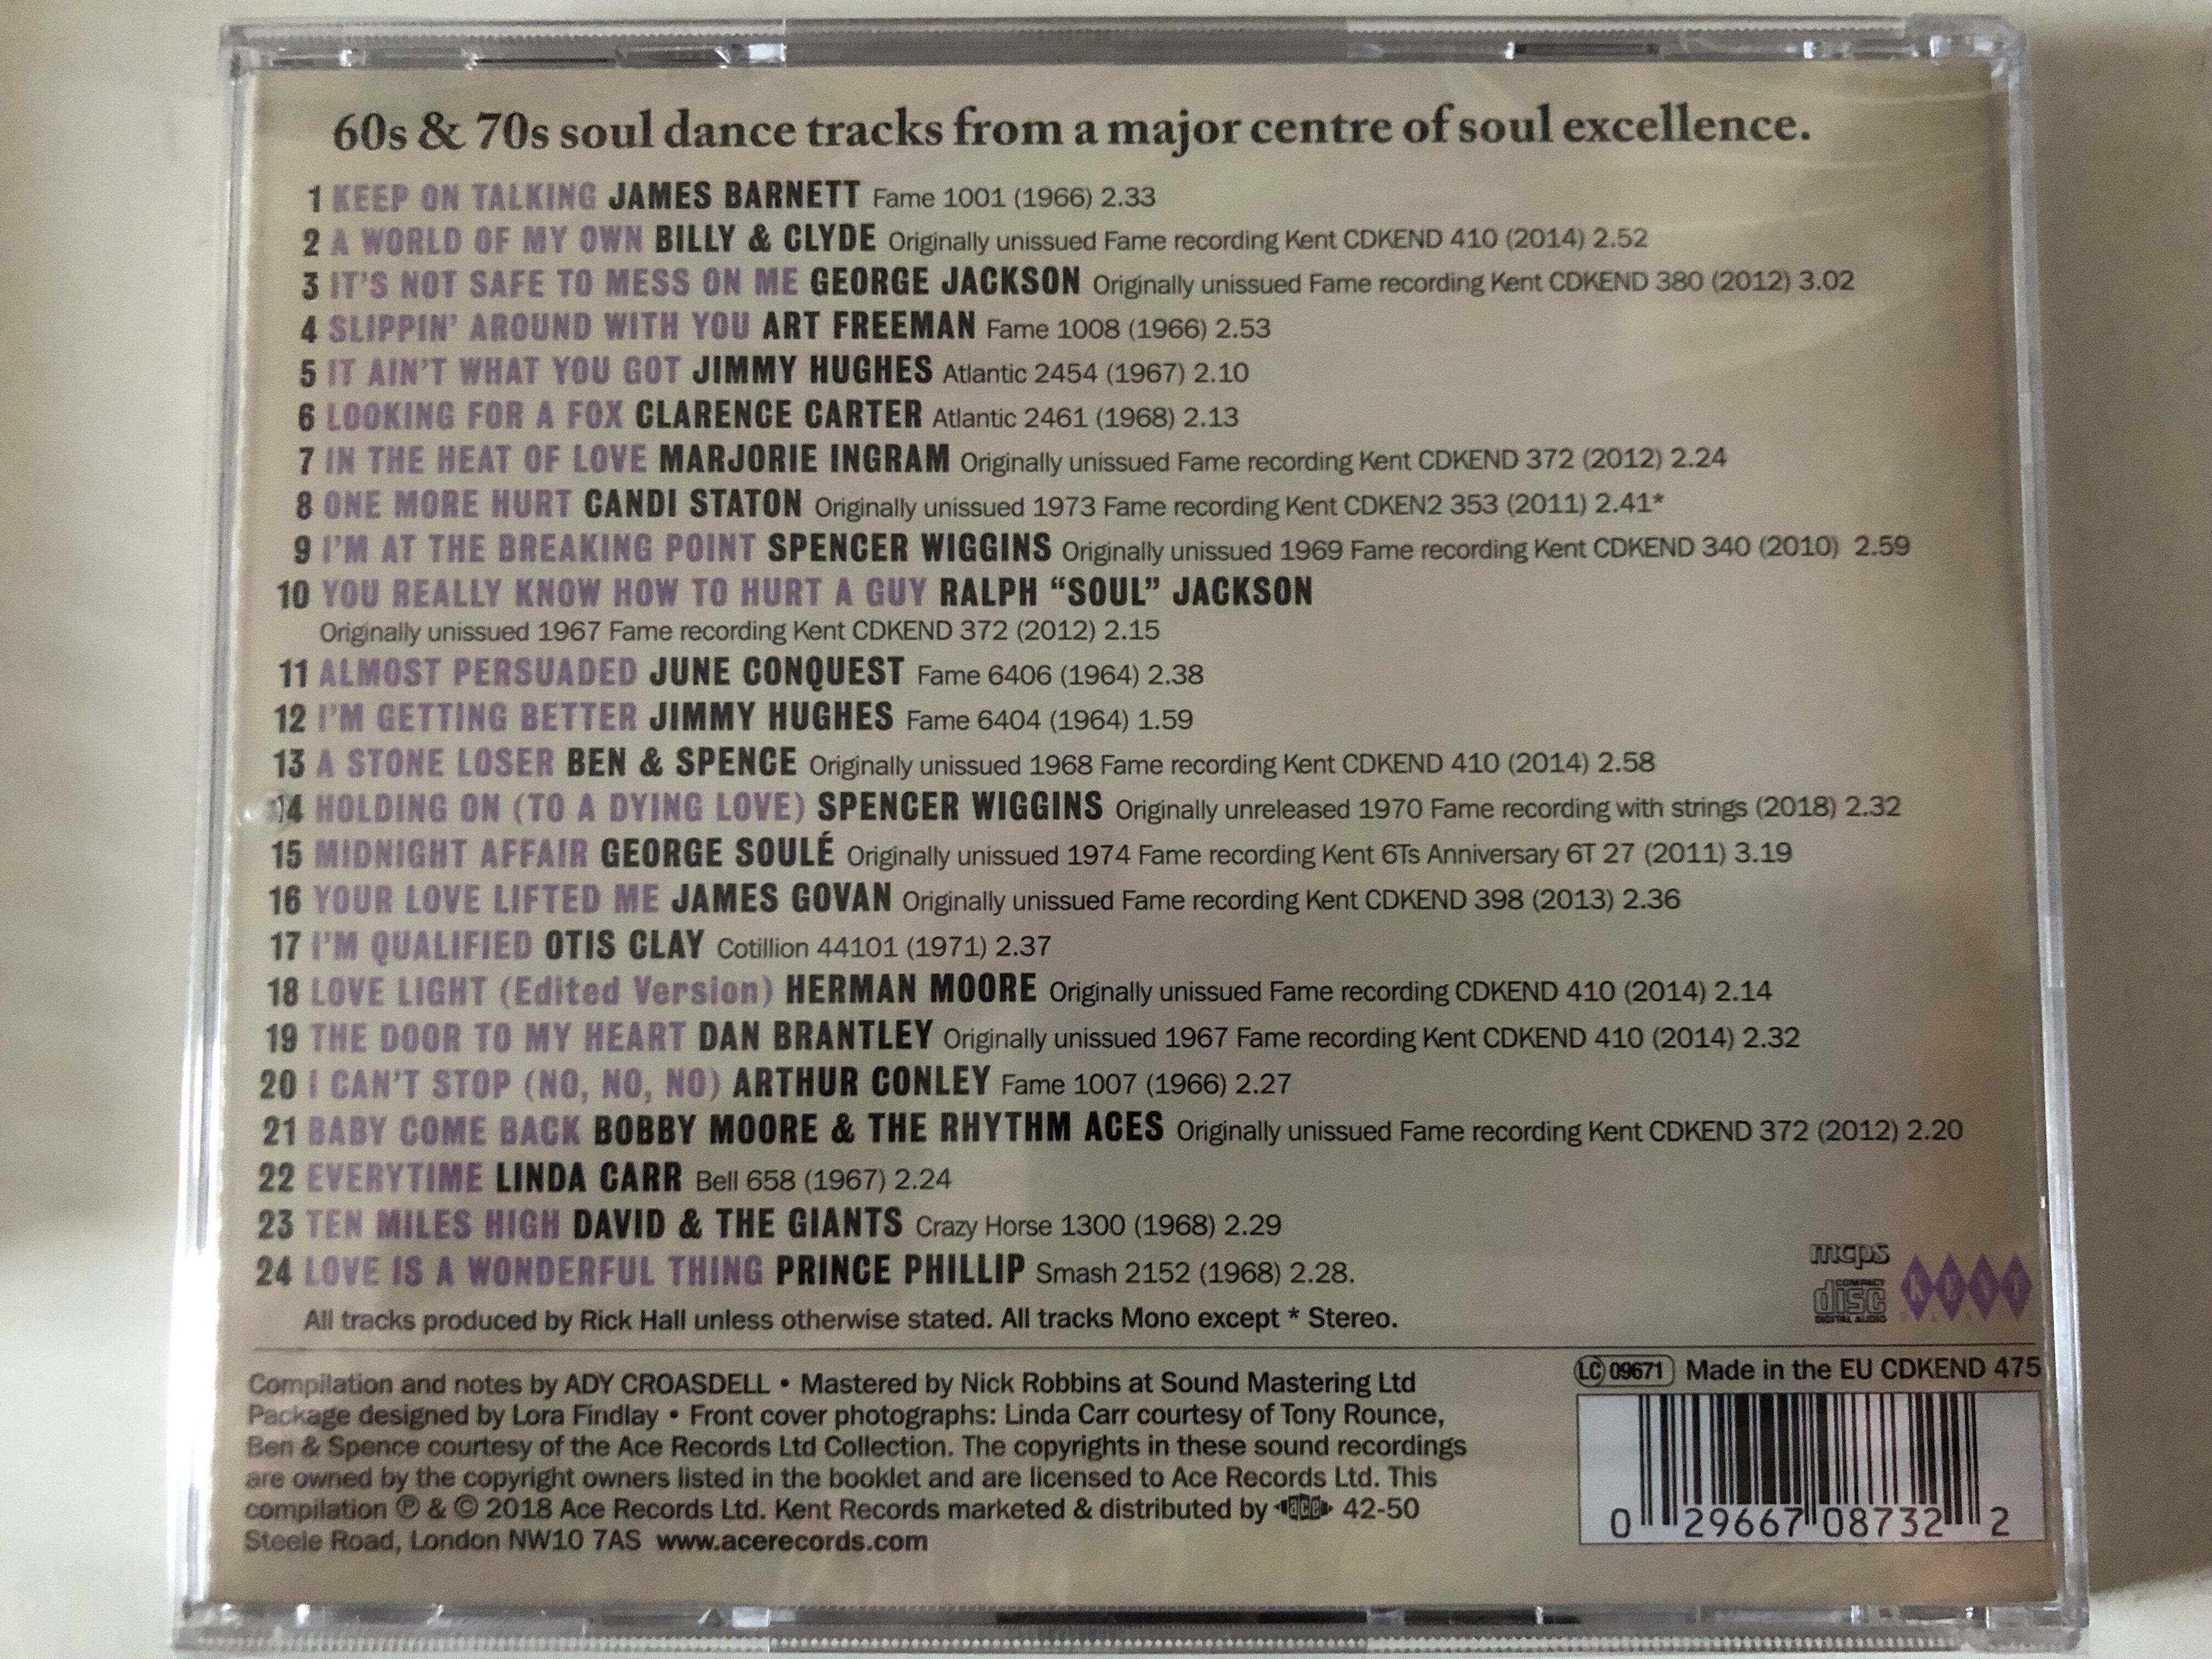 60s & 70s soul dance tracks from a major centre of soul excellence.
1 KEEP ON TALKING JAMES BARNETT Fame 1001 (1966) 2.33
2 A WORLD OF MY OWN BILLY & CLYDE Originally unissued Fame recording Kent CDKEND 410 (2014) 2.52
3 IT'S NOT SAFE TO MESS ON ME GEORGE JACKSON Originally unissued Fame recording Kent CDKEND 380 (2012) 3.02
4 SLIPPIN' AROUND WITH YOU ART FREEMAN Fame 1008 (1966) 2.53
5 IT AIN'T WHAT YOU GOT JIMMY HUGHES Atlantic 2454 (1967) 2.10
6 LOOKING FOR A FOX CLARENCE CARTER Atlantic 2461 (1968) 2.13
7 IN THE HEAT OF LOVE MARJORIE INGRAM Originally unissued Fame recording Kent CDKEND 372 (2012) 2.24
8 ONE MORE HURT CANDI STATON Originally unissued 1973 Fame recording Kent CDKEN2 353 (2011) 2.41*
9 I'M AT THE BREAKING POINT SPENCER WIGGINS Originally unissued 1969 Fame recording Kent CDKEND 340 (2010) 2.59
10 YOU REALLY KNOW HOW TO HURT A GUY RALPH "SOUL" JACKSON
Originally unissued 1967 Fame recording Kent CDKEND 372 (2012) 2.15
11 ALMOST PERSUADED JUNE CONQUEST Fame 6406 (1964) 2.38
12 I'M GETTING BETTER JIMMY HUGHES Fame 6404 (1964) 1.59
13 A STONE LOSER BEN & SPENCE Originally unissued 1968 Fame recording Kent CDKEND 410 (2014) 2.58
14 HOLDING ON (TO A DYING LOVE) SPENCER WIGGINS Originally unreleased 1970 Fame recording with strings (2018) 2.32
15 MIDNIGHT AFFAIR GEORGE SOULÉ Originally unissued 1974 Fame recording Kent 6Ts Anniversary 6T 27 (2011) 3.19
16 YOUR LOVE LIFTED ME JAMES GOVAN Originally unissued Fame recording Kent CDKEND 398 (2013) 2.36
17 I'M QUALIFIED OTIS CLAY Cotillion 44101 (1971) 2.37
18 LOVE LIGHT (Edited Version) HERMAN MOORE Originally unissued Fame recording CDKEND 410 (2014) 2.14
19 THE DOOR TO MY HEART DAN BRANTLEY Originally unissued 1967 Fame recording Kent CDKEND 410 (2014) 2.32
20 I CAN'T STOP (NO, NO, NO) ARTHUR CONLEY Fame 1007 (1966) 2.27
21 BABY COME BACK BOBBY MOORE & THE RHYTHM ACES Originally unissued Fame recording Kent CDKEND 372 (2012) 2.20
22 EVERYTIME LINDA CARR Bell 658 (1967) 2.24
23 TEN MILES HIGH DAVID & THE GIANTS Crazy Horse 1300 (1968) 2.29
24 LOVE IS A WONDERFUL THING PRINCE PHILLIP Smash 2152 (1968) 2.28.
All tracks produced by Rick Hall unless otherwise stated. All tracks Mono except * Stereo.
mcps
COMPACT disc DIGITAL AUDIO
KENT
Compilation and notes by ADY CROASDELL • Mastered by Nick Robbins at Sound Mastering Ltd
Package designed by Lora Findlay • Front cover photographs: Linda Carr courtesy of Tony Rounce,
Ben & Spence courtesy of the Ace Records Ltd Collection. The copyrights in these sound recordings
are owned by the copyright owners listed in the booklet and are licensed to Ace Records Ltd. This
compilation ℗ & © 2018 Ace Records Ltd. Kent Records marketed & distributed by ace 42-50
Steele Road, London NW10 7AS www.acerecords.com
LC 09671 Made in the EU CDKEND 475
0 29667 08732 2